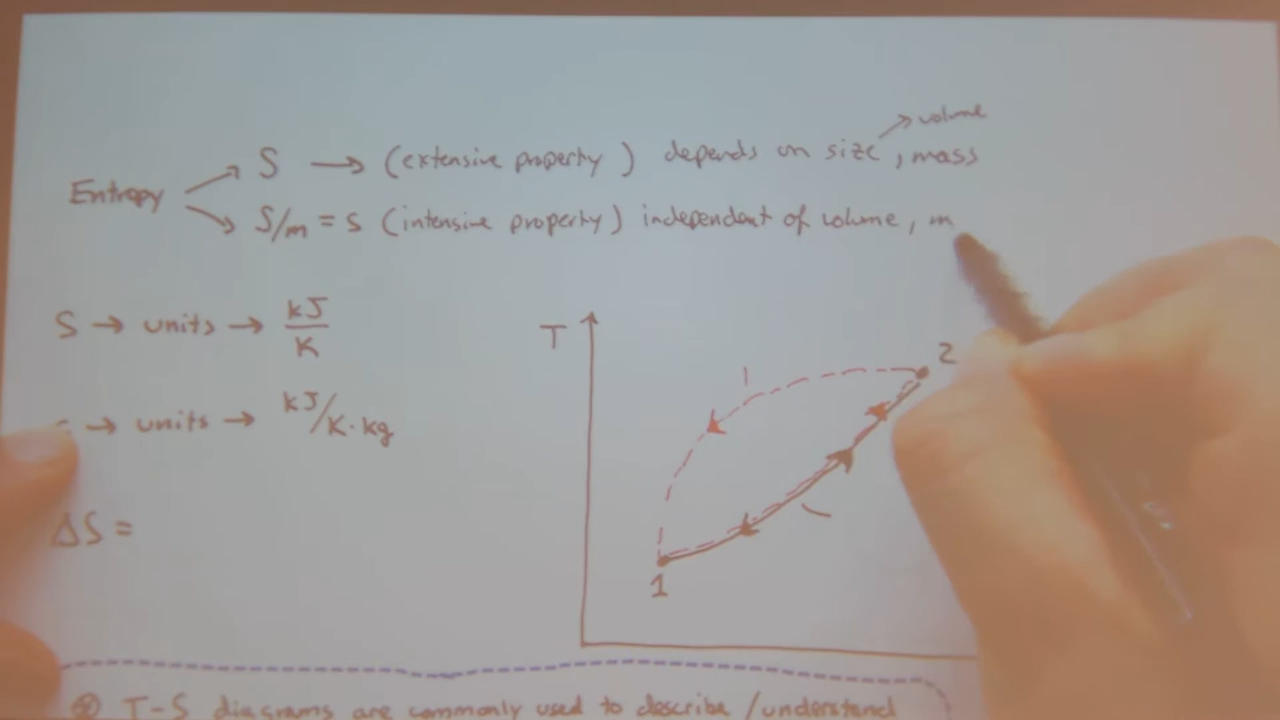 volume
Entropy S → (extensive property) depends on size, mass
S/m = s (intensive property) independent of volume, m
S → units → kJ/K
→ units → kJ/K·kg
ΔS =
T
2
1
T-S diagrams are commonly used to describe/understand